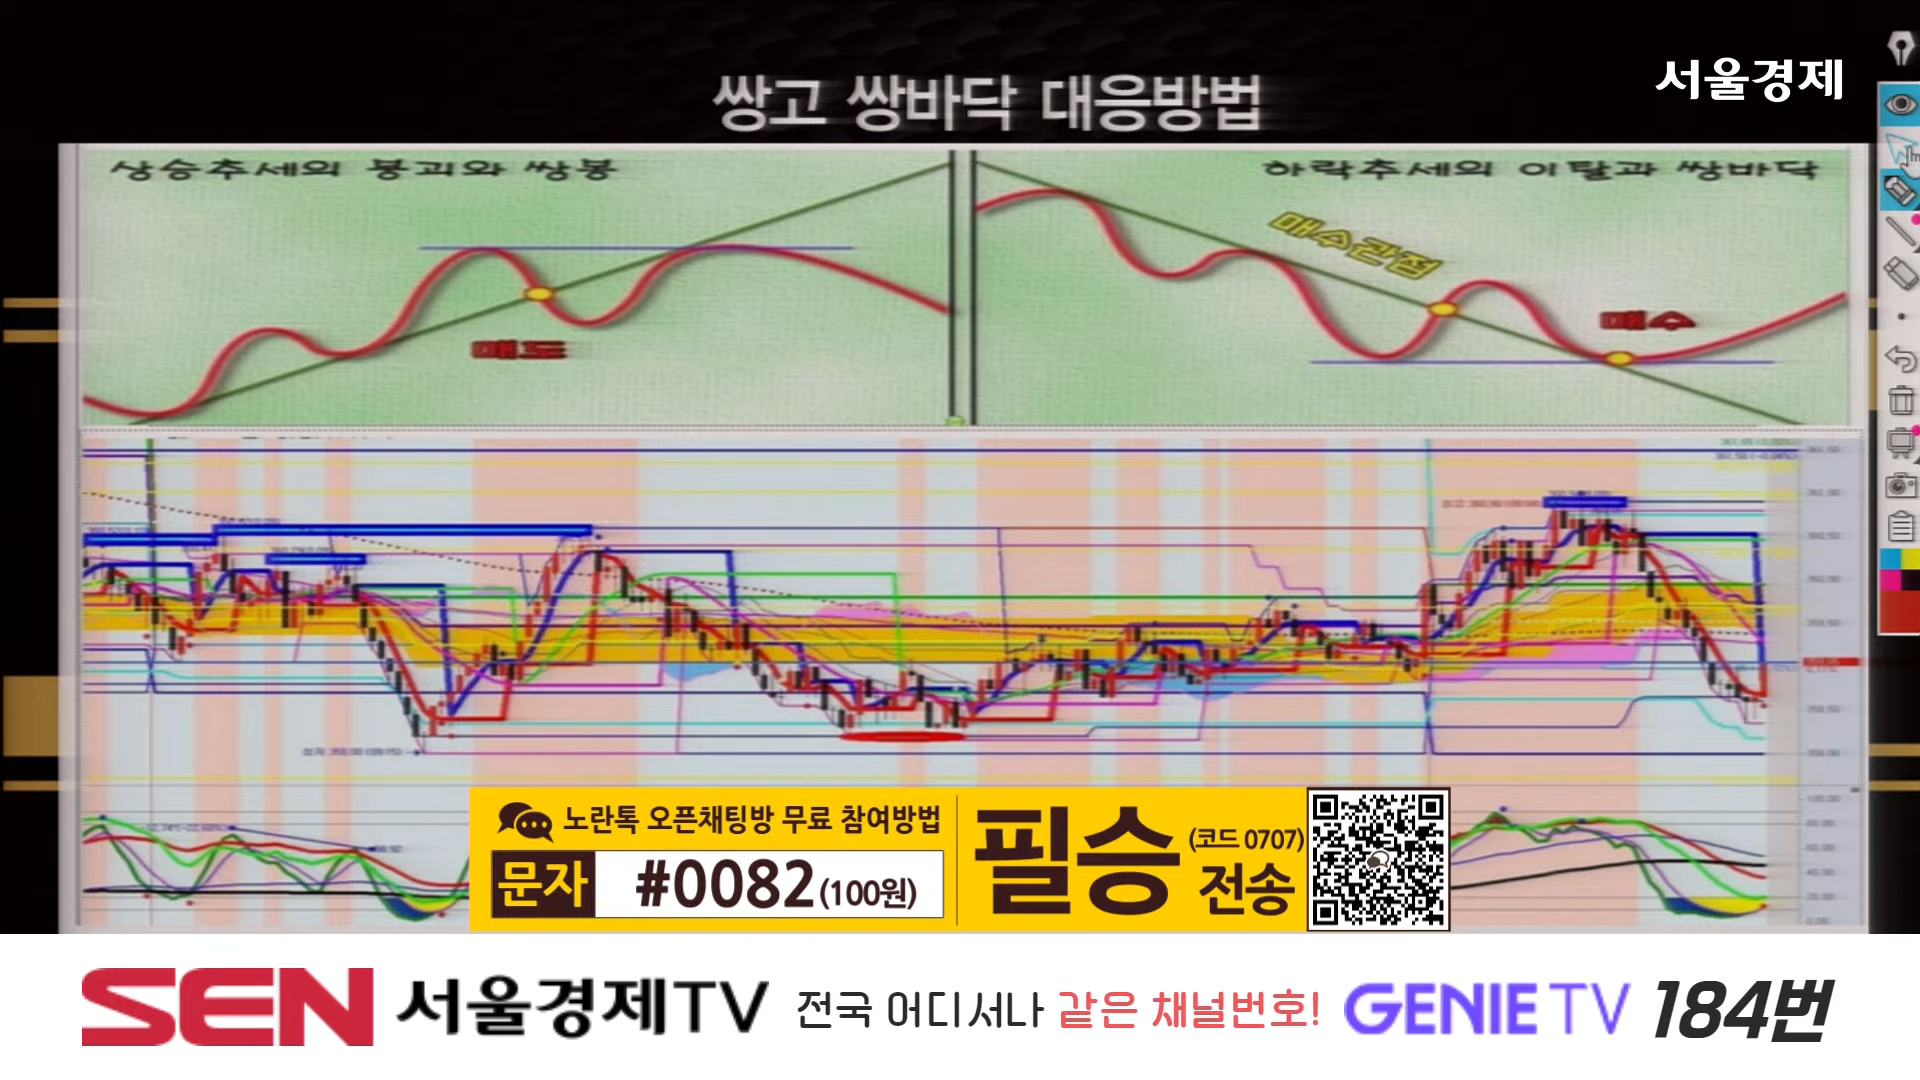 서울경제
쌍고 쌍바닥 대응방법
상승추세의 붕괴와 쌍봉
하락추세의 이탈과 쌍바닥
매수관점
매수
매도
노란톡 오픈채팅방 무료 참여방법
문자 #0082 (100원)
필승 (코드 0707) 전송
SEN 서울경제TV 전국 어디서나 같은 채널번호! GENIE TV 184번